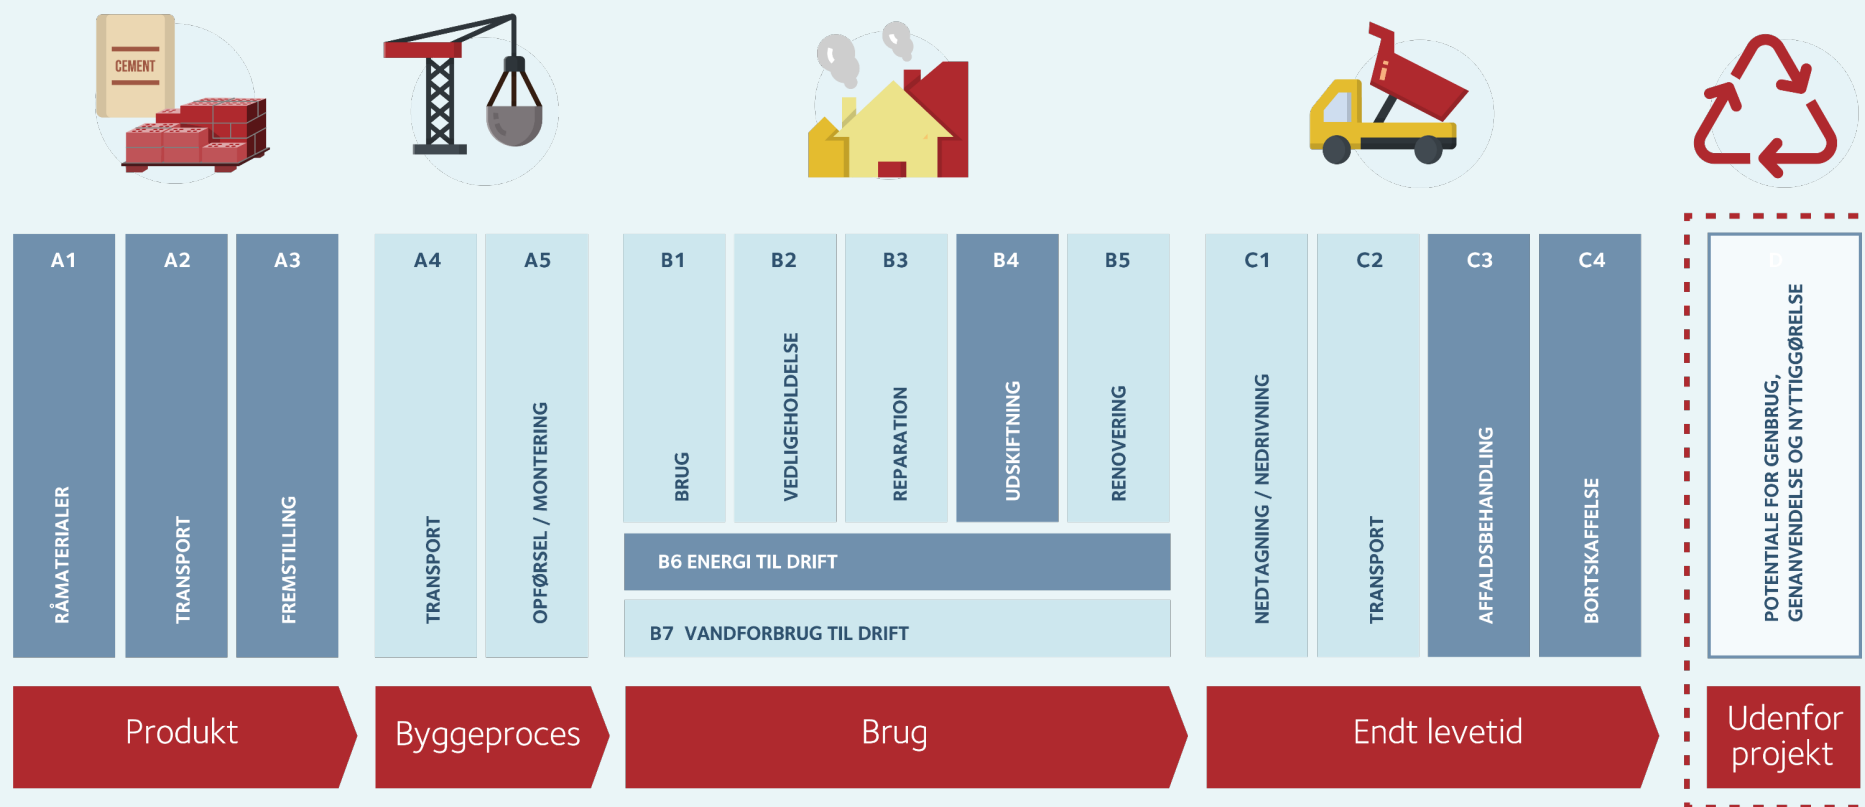 CEMENT
A1
RÅMATERIALER
A2
TRANSPORT
A3
FREMSTILLING
A4
TRANSPORT
A5
OPFØRSEL / MONTERING
B1
BRUG
B2
VEDLIGEHOLDELSE
B3
REPARATION
B4
UDSKIFTNING
B5
RENOVERING
B6 ENERGI TIL DRIFT
B7 VANDFORBRUG TIL DRIFT
C1
NEDTAGNING / NEDRIVNING
C2
TRANSPORT
C3
AFFALDSBEHANDLING
C4
BORTSKAFFELSE
D
POTENTIALE FOR GENBRUG,
GENANVENDELSE OG NYTTIGGØRELSE
Produkt
Byggeproces
Brug
Endt levetid
Udenfor
projekt